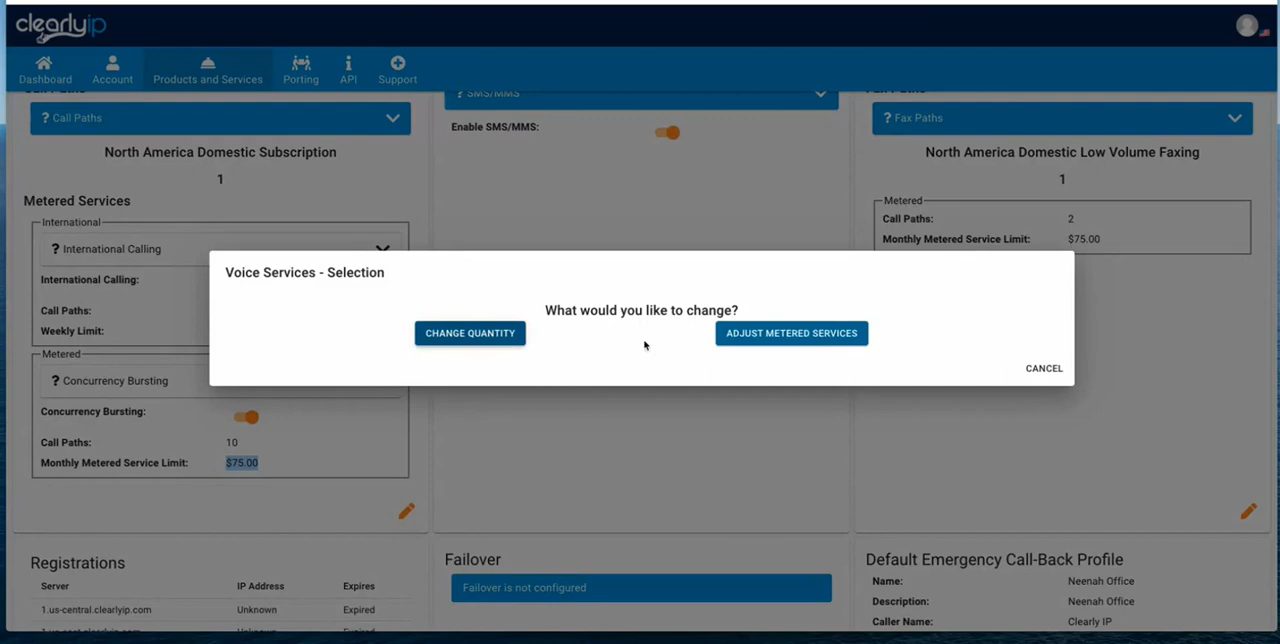 clearlyip
Dashboard
Account
Products and Services
Porting
API
Support
? Call Paths
North America Domestic Subscription
1
Metered Services
International
? International Calling
International Calling:
Call Paths:
Weekly Limit:
Metered
? Concurrency Bursting
Concurrency Bursting:
Call Paths: 10
Monthly Metered Service Limit: $75.00
? SMS/MMS
Enable SMS/MMS:
? Fax Paths
North America Domestic Low Volume Faxing
1
Metered
Call Paths: 2
Monthly Metered Service Limit: $75.00
Voice Services - Selection
What would you like to change?
CHANGE QUANTITY
ADJUST METERED SERVICES
CANCEL
Registrations
Server IP Address Expires
1.us-central.clearlyip.com Unknown Expired
Failover
Failover is not configured
Default Emergency Call-Back Profile
Name: Neenah Office
Description: Neenah Office
Caller Name: Clearly IP